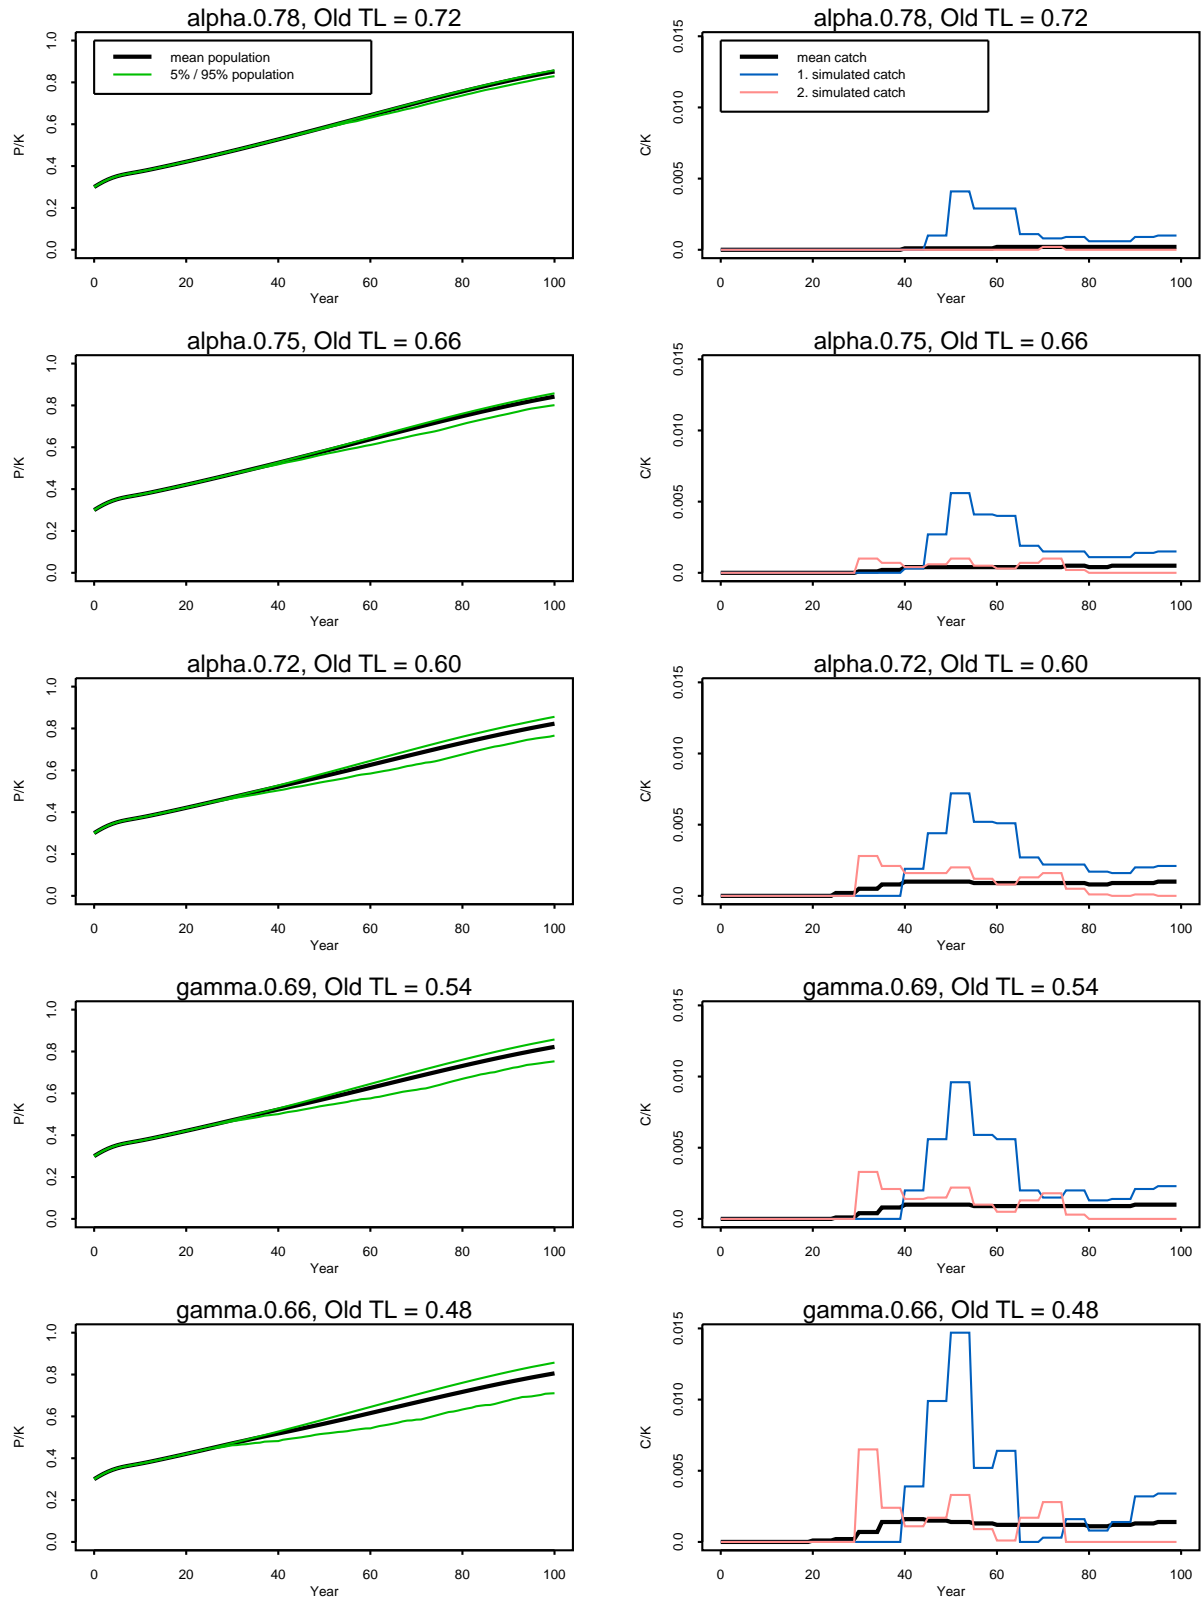 alpha.0.78, Old TL = 0.72
1.0
0.8
0.6
0.4
0.2
0.0
P/K
mean population
5% / 95% population
0 20 40 60 80 100
Year
alpha.0.78, Old TL = 0.72
0.015
0.010
0.005
0.0
C/K
mean catch
1. simulated catch
2. simulated catch
0 20 40 60 80 100
Year
alpha.0.75, Old TL = 0.66
1.0
0.8
0.6
0.4
0.2
0.0
P/K
0 20 40 60 80 100
Year
alpha.0.75, Old TL = 0.66
0.015
0.010
0.005
0.0
C/K
0 20 40 60 80 100
Year
alpha.0.72, Old TL = 0.60
1.0
0.8
0.6
0.4
0.2
0.0
P/K
0 20 40 60 80 100
Year
alpha.0.72, Old TL = 0.60
0.015
0.010
0.005
0.0
C/K
0 20 40 60 80 100
Year
gamma.0.69, Old TL = 0.54
1.0
0.8
0.6
0.4
0.2
0.0
P/K
0 20 40 60 80 100
Year
gamma.0.69, Old TL = 0.54
0.015
0.010
0.005
0.0
C/K
0 20 40 60 80 100
Year
gamma.0.66, Old TL = 0.48
1.0
0.8
0.6
0.4
0.2
0.0
P/K
0 20 40 60 80 100
Year
gamma.0.66, Old TL = 0.48
0.015
0.010
0.005
0.0
C/K
0 20 40 60 80 100
Year